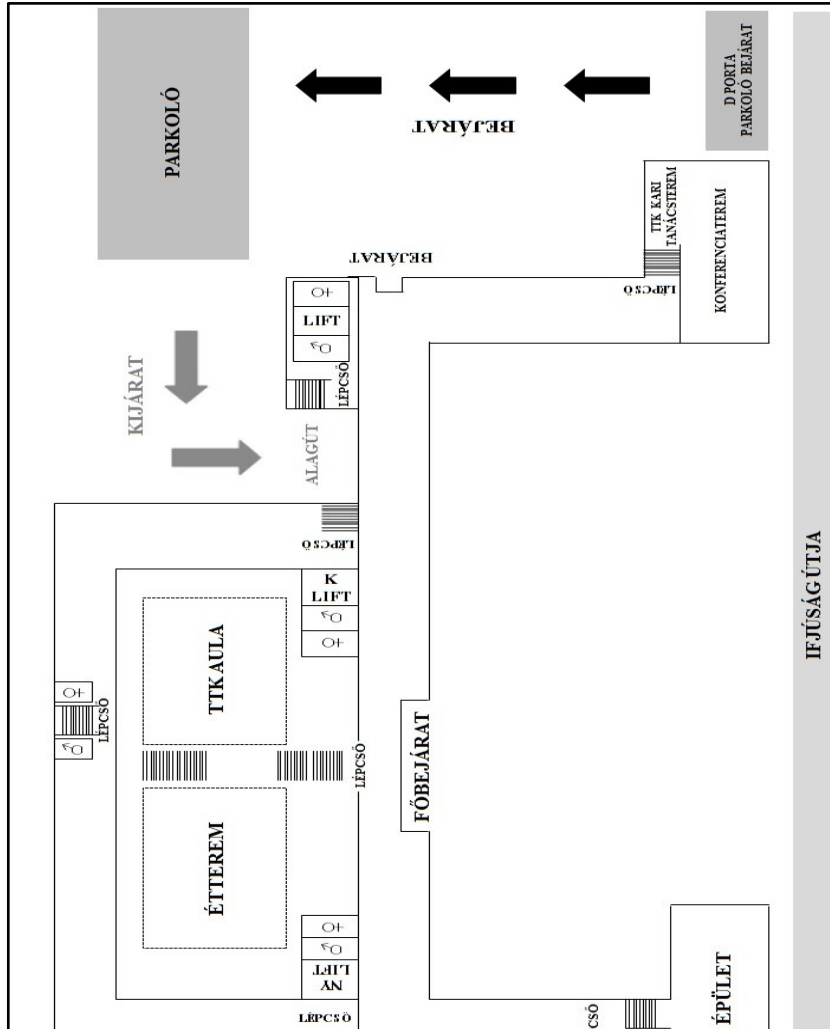 PARKOLÓ
BEJÁRAT
D PORTA
PARKOLÓ BEJÁRAT
TTK KARI
TANÁCSTEREM
KONFERENCIATEREM
LÉPCSŐ
BEJÁRAT
LIFT
LÉPCSŐ
KIJÁRAT
ALAGÚT
LÉPCSŐ
K
LIFT
TTK AULA
LÉPCSŐ
LÉPCSŐ
FŐBEJÁRAT
ÉTTEREM
NY
LIFT
LÉPCSŐ
CSŐ
ÉPÜLET
IFJÚSÁG ÚTJA